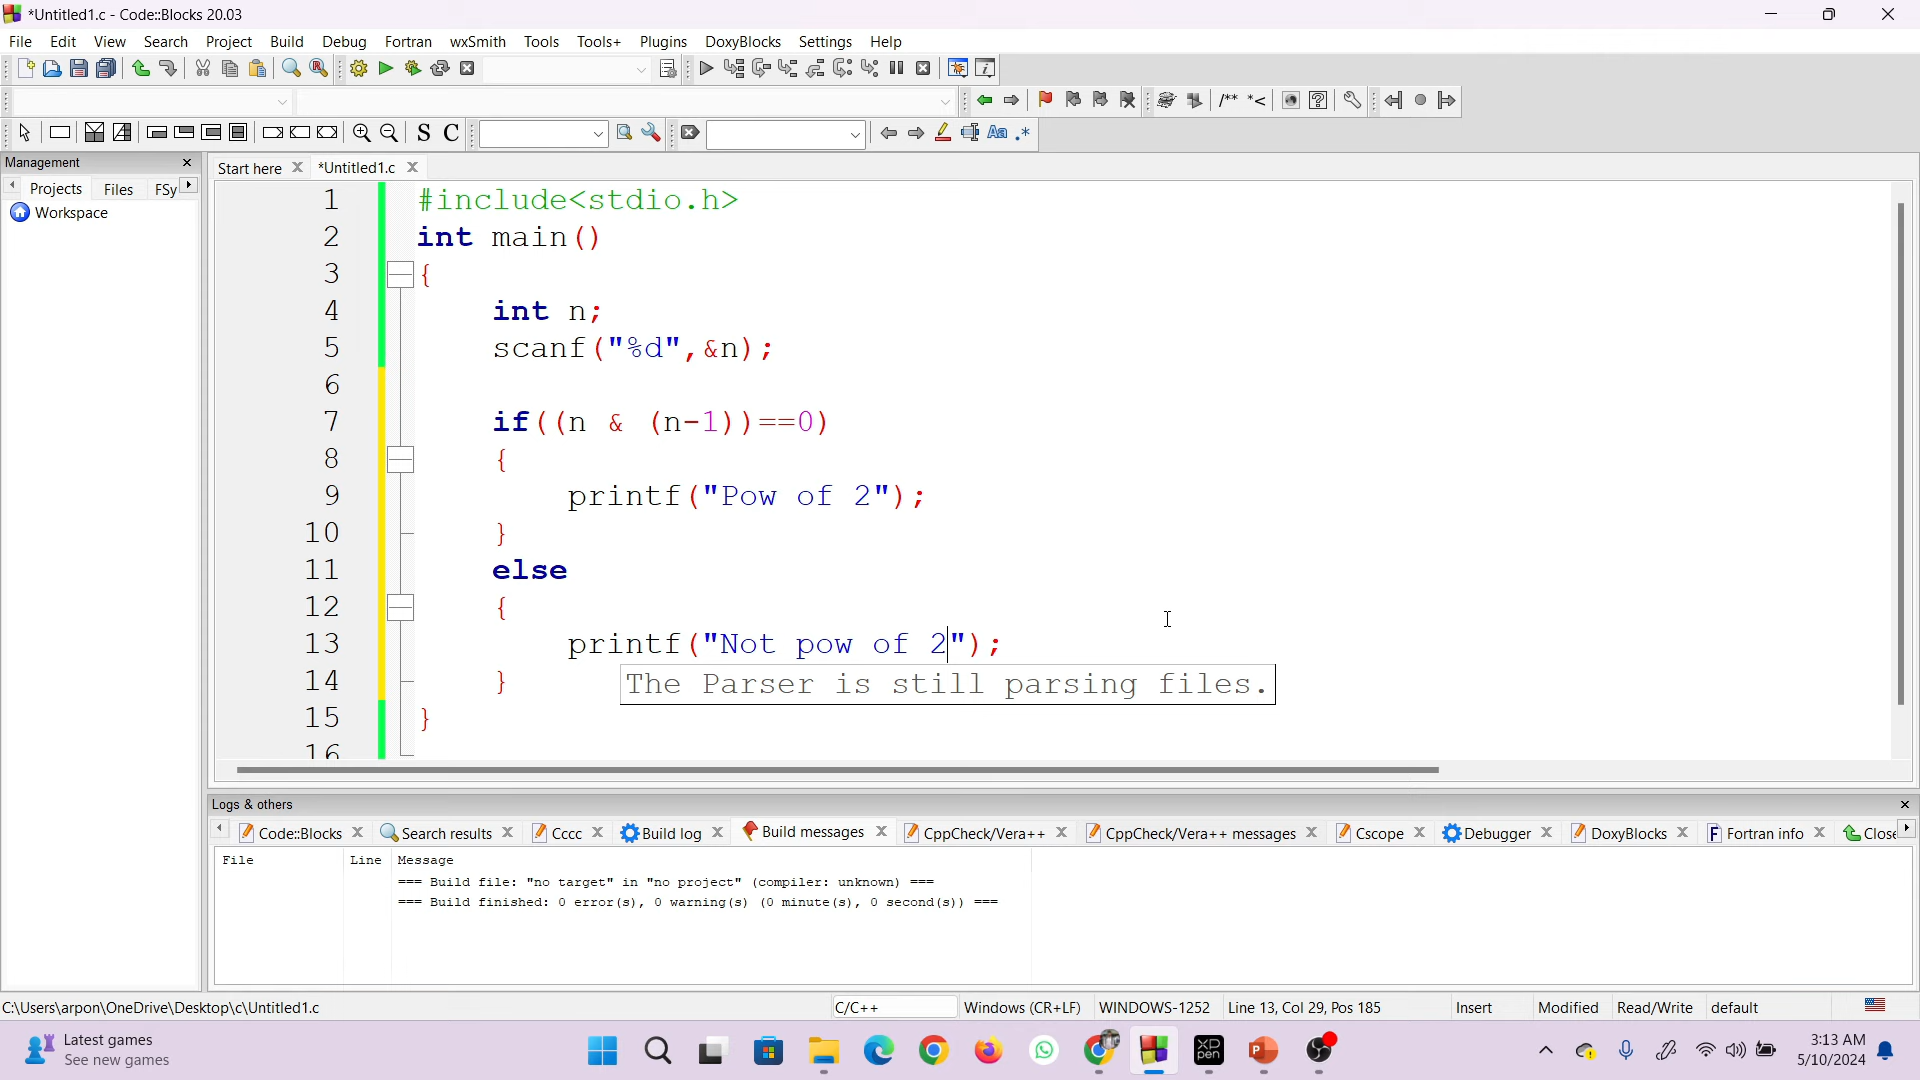 *Untitled1.c - Code::Blocks 20.03
File Edit View Search Project Build Debug Fortran wxSmith Tools Tools+ Plugins DoxyBlocks Settings Help
Management
Projects Files FSy
Workspace
Start here *Untitled1.c
1 #include<stdio.h>
2 int main()
3 {
4 int n;
5 scanf("%d",&n);
6
7 if((n & (n-1))==0)
8 {
9 printf("Pow of 2");
10 }
11 else
12 {
13 printf("Not pow of 2");
14 }
The Parser is still parsing files.
15 }
16
Logs & others
Code::Blocks Search results Cccc Build log Build messages CppCheck/Vera++ CppCheck/Vera++ messages Cscope Debugger DoxyBlocks Fortran info Close
File Line Message
=== Build file: "no target" in "no project" (compiler: unknown) ===
=== Build finished: 0 error(s), 0 warning(s) (0 minute(s), 0 second(s)) ===
C:\Users\arpon\OneDrive\Desktop\c\Untitled1.c C/C++ Windows (CR+LF) WINDOWS-1252 Line 13, Col 29, Pos 185 Insert Modified Read/Write default
Latest games
See new games
3:13 AM
5/10/2024